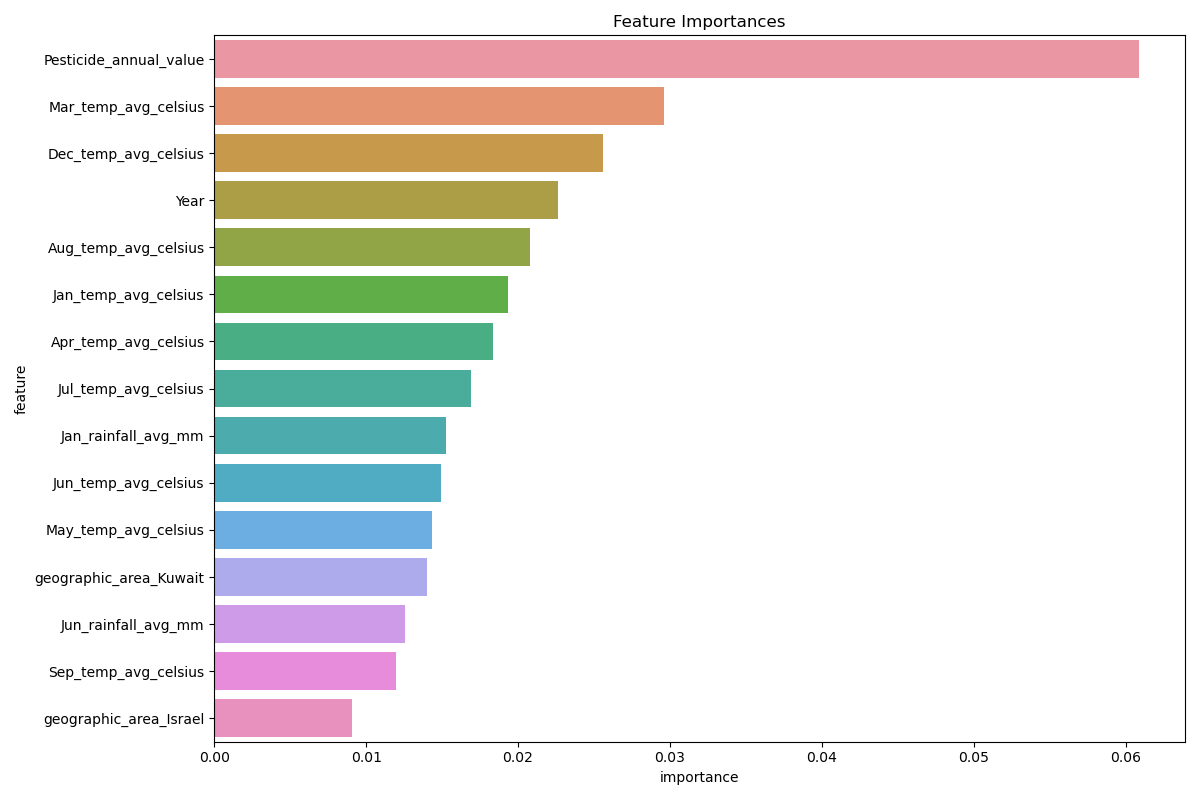 Feature Importances
Pesticide_annual_value
Mar_temp_avg_celsius
Dec_temp_avg_celsius
Year
Aug_temp_avg_celsius
Jan_temp_avg_celsius
Apr_temp_avg_celsius
Jul_temp_avg_celsius
Jan_rainfall_avg_mm
Jun_temp_avg_celsius
May_temp_avg_celsius
geographic_area_Kuwait
Jun_rainfall_avg_mm
Sep_temp_avg_celsius
geographic_area_Israel
feature
0.00 0.01 0.02 0.03 0.04 0.05 0.06
importance